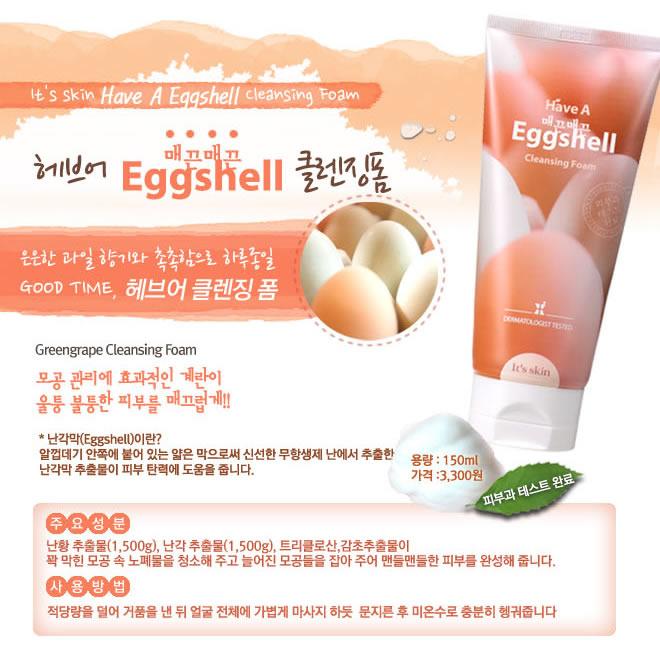 It's Skin Have A Eggshell Cleansing Foam
매끈매끈
헤브어 Eggshell 클렌징폼
은은한 과일 향기와 촉촉함으로 하루종일
GOOD TIME, 헤브어 클렌징 폼
Have A
매끈매끈
Eggshell
Cleansing Foam
DERMATOLOGIST TESTED
It's skin
Greengrape Cleansing Foam
모공 관리에 효과적인 계란이
울퉁 불퉁한 피부를 매끄럽게!!
* 난각막(Eggshell)이란?
알껍데기 안쪽에 붙어 있는 얇은 막으로써 신선한 무항생제 난에서 추출한
난각막 추출물이 피부 탄력에 도움을 줍니다.
용량 : 150ml
가격 :3,300원
피부과 테스트 완료
주요성분
난황 추출물(1,500g), 난각 추출물(1,500g), 트리클로산,감초추출물이
꽉 막힌 모공 속 노폐물을 청소해 주고 늘어진 모공들을 잡아 주어 맨들맨들한 피부를 완성해 줍니다.
사용방법
적당량을 덜어 거품을 낸 뒤 얼굴 전체에 가볍게 마사지 하듯 문지른 후 미온수로 충분히 헹궈줍니다